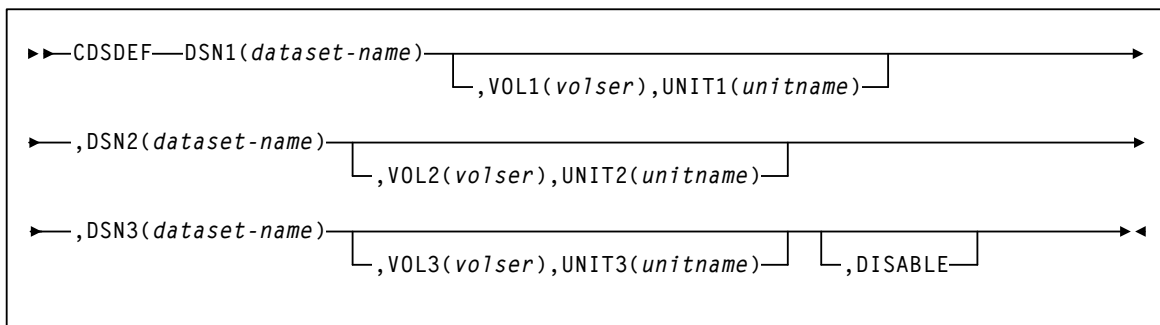 CDSDEF DSN1(dataset-name)
,VOL1(volser),UNIT1(unitname)
,DSN2(dataset-name)
,VOL2(volser),UNIT2(unitname)
,DSN3(dataset-name)
,VOL3(volser),UNIT3(unitname) ,DISABLE